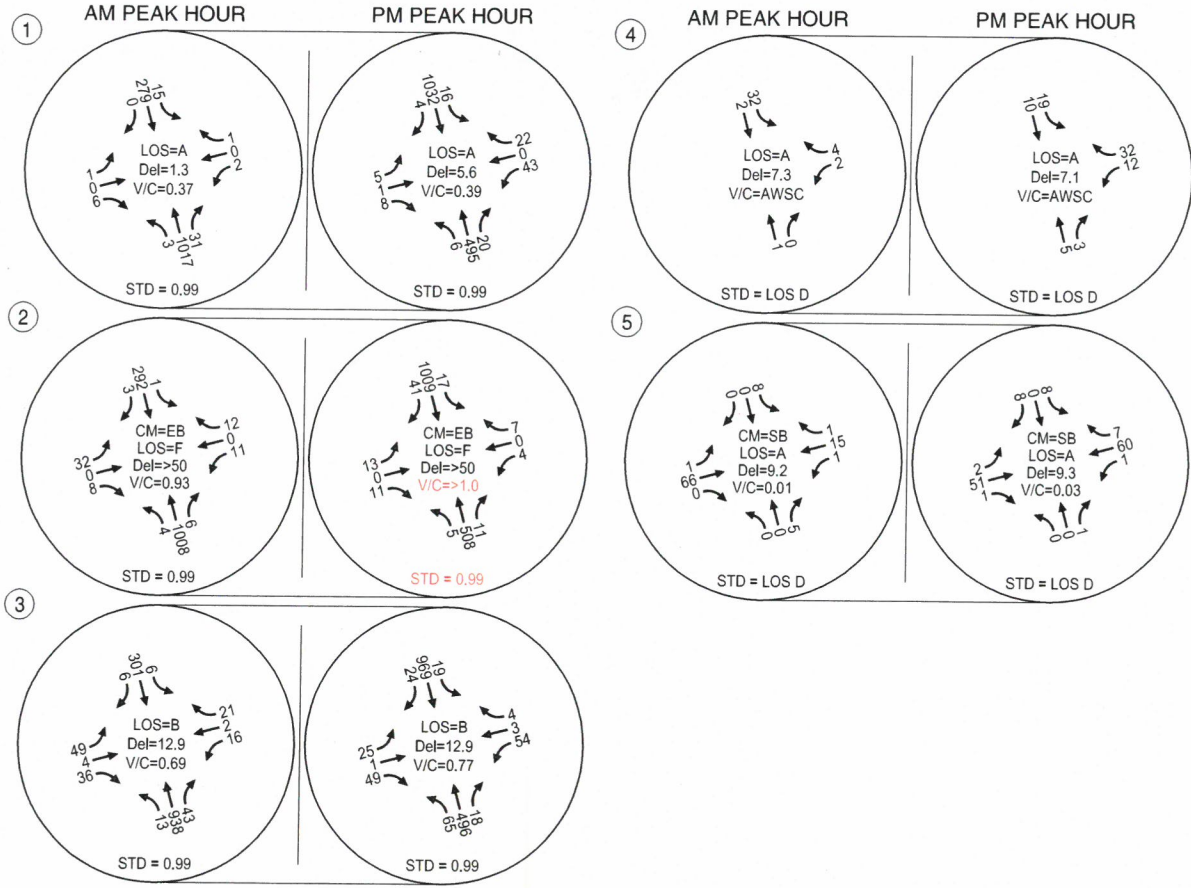 AM PEAK HOUR
PM PEAK HOUR
1
0
279
15
1
0
2
LOS=A
Del=1.3
V/C=0.37
1
0
6
3
1017
31
STD = 0.99
4
1032
16
22
0
43
LOS=A
Del=5.6
V/C=0.39
5
1
8
6
495
20
STD = 0.99
2
3
292
1
12
0
11
CM=EB
LOS=F
Del=>50
V/C=0.93
32
0
8
4
1008
6
STD = 0.99
41
1009
17
7
0
4
CM=EB
LOS=F
Del=>50
V/C=>1.0
13
0
11
5
508
11
STD = 0.99
3
6
301
6
21
2
16
LOS=B
Del=12.9
V/C=0.69
49
4
36
13
938
43
STD = 0.99
24
969
19
4
3
54
LOS=B
Del=12.9
V/C=0.77
25
1
49
65
496
18
STD = 0.99
AM PEAK HOUR
PM PEAK HOUR
4
2
32
4
2
LOS=A
Del=7.3
V/C=AWSC
1
0
STD = LOS D
10
19
32
12
LOS=A
Del=7.1
V/C=AWSC
5
3
STD = LOS D
5
0
0
8
1
15
1
CM=SB
LOS=A
Del=9.2
V/C=0.01
1
66
0
0
0
5
STD = LOS D
8
0
8
7
60
1
CM=SB
LOS=A
Del=9.3
V/C=0.03
2
51
1
0
0
1
STD = LOS D